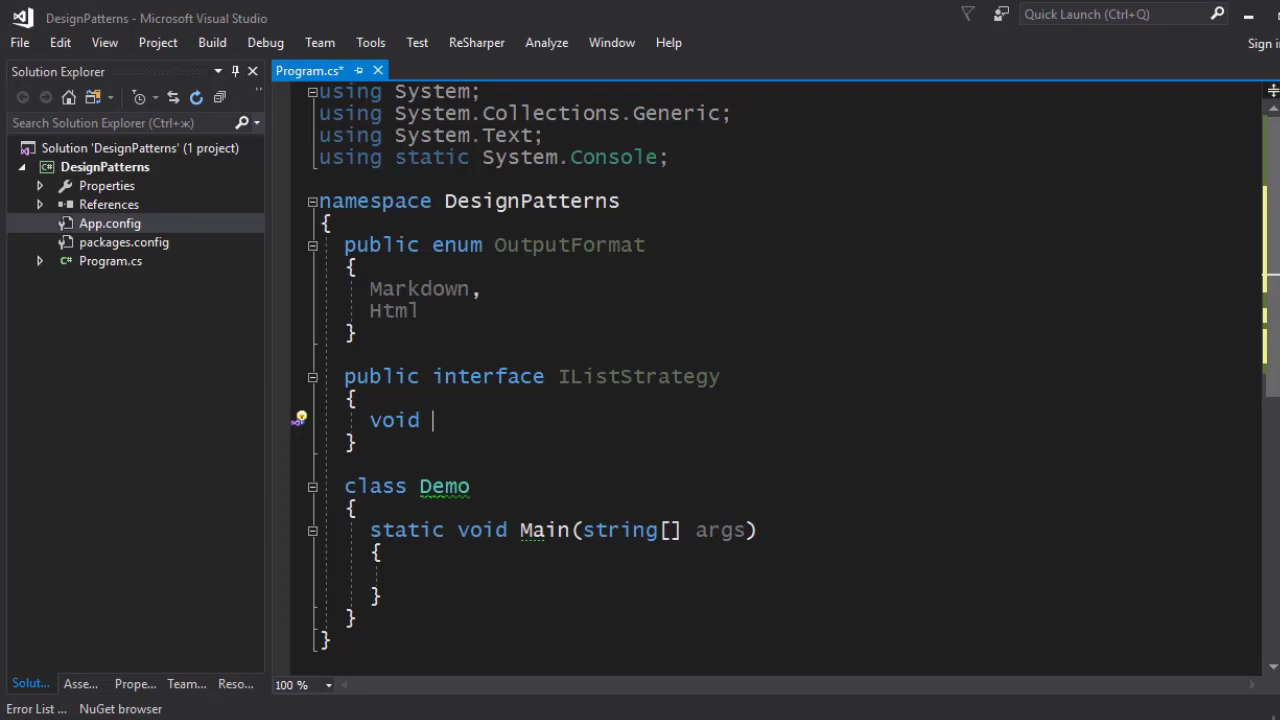 DesignPatterns - Microsoft Visual Studio
Quick Launch (Ctrl+Q)
File Edit View Project Build Debug Team Tools Test ReSharper Analyze Window Help
Sign in
Solution Explorer
Search Solution Explorer (Ctrl+ж)
Solution 'DesignPatterns' (1 project)
DesignPatterns
Properties
References
App.config
packages.config
C# Program.cs
Solut... Asse... Prope... Team... Reso...
Program.cs*
using System;
using System.Collections.Generic;
using System.Text;
using static System.Console;
namespace DesignPatterns
{
public enum OutputFormat
{
Markdown,
Html
}
public interface IListStrategy
{
void
}
class Demo
{
static void Main(string[] args)
{
}
}
}
100 %
Error List ... NuGet browser